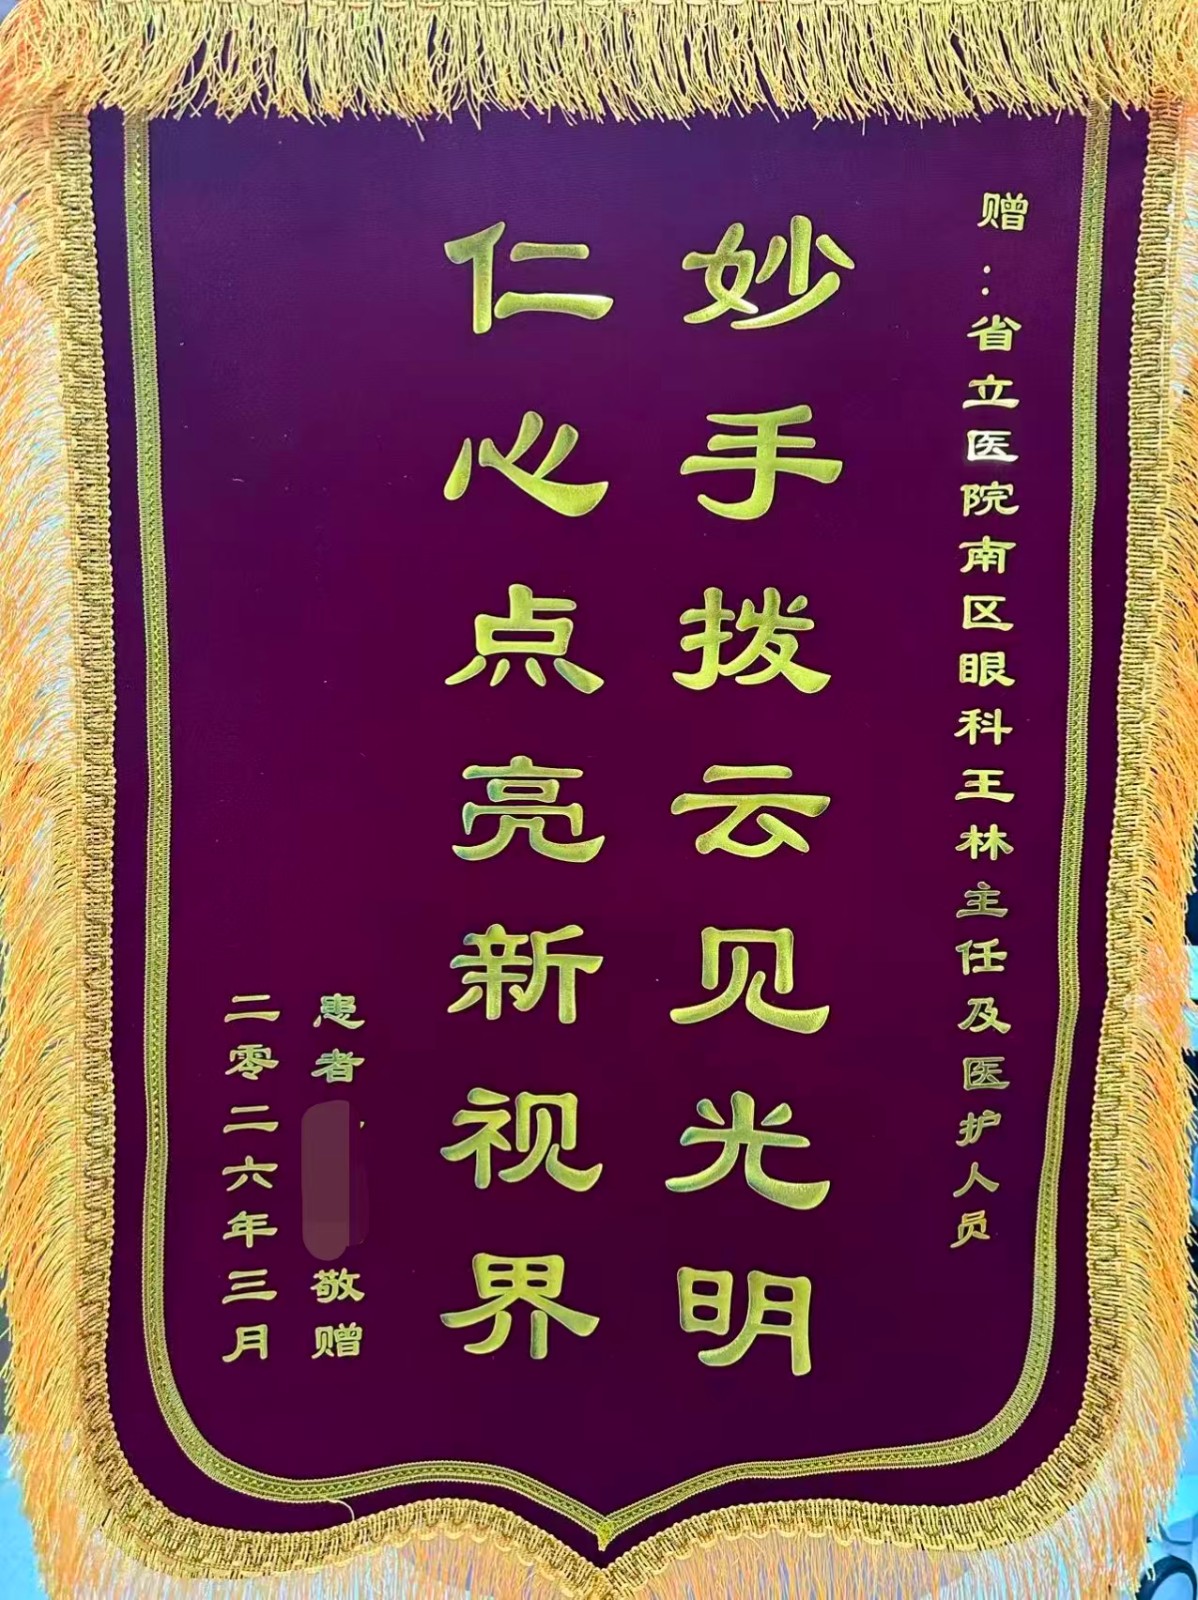 赠：省立医院南区眼科王林主任及医护人员
妙手拨云见光明
仁心点亮新视界
患者
敬赠
二零二六年三月